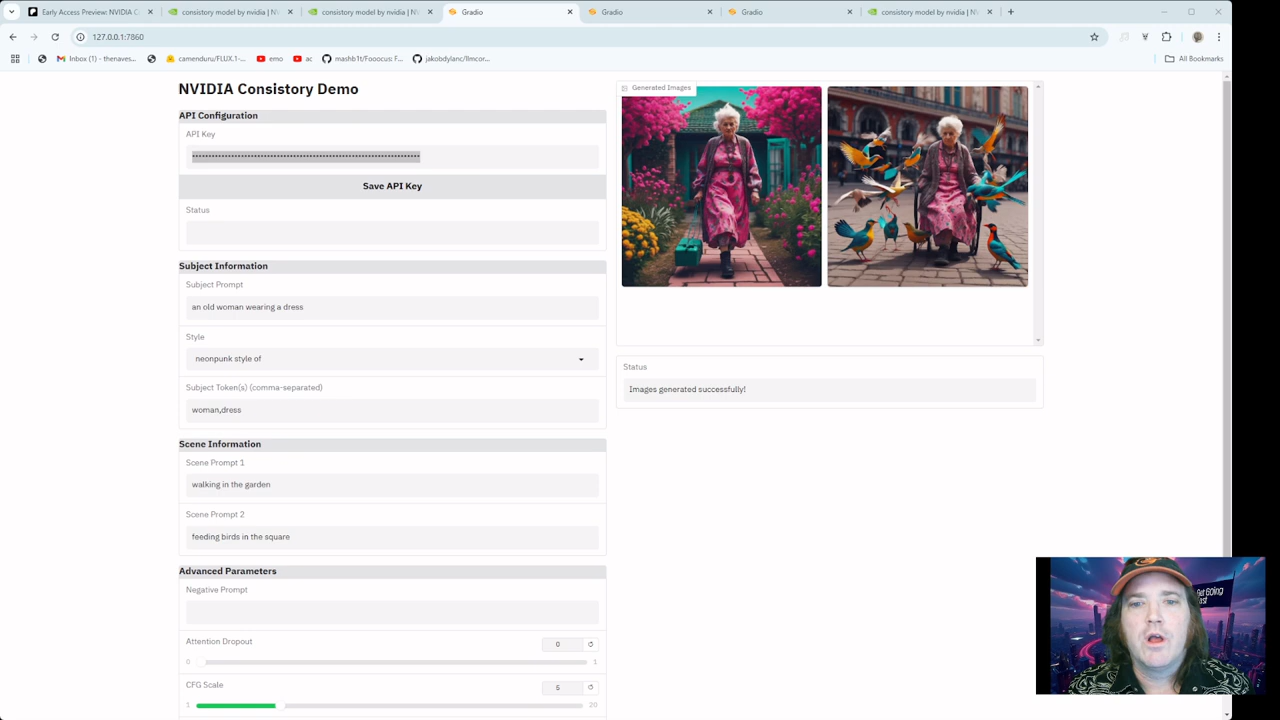 Early Access Preview: NVIDIA C
consistory model by nvidia | N
consistory model by nvidia | NV
Gradio
Gradio
Gradio
consistory model by nvidia | NV
127.0.0.1:7860
Inbox (1) - thenaves...
camenduru/FLUX.1-...
emo
ac
mashb1t/Fooocus: F...
jakobdylanc/llmcor...
All Bookmarks
NVIDIA Consistory Demo
API Configuration
API Key
Save API Key
Status
Subject Information
Subject Prompt
an old woman wearing a dress
Style
neonpunk style of
Subject Token(s) (comma-separated)
woman,dress
Scene Information
Scene Prompt 1
walking in the garden
Scene Prompt 2
feeding birds in the square
Advanced Parameters
Negative Prompt
Attention Dropout
0
0
1
CFG Scale
5
1
20
Generated Images
Status
Images generated successfully!
Get Going
Fast